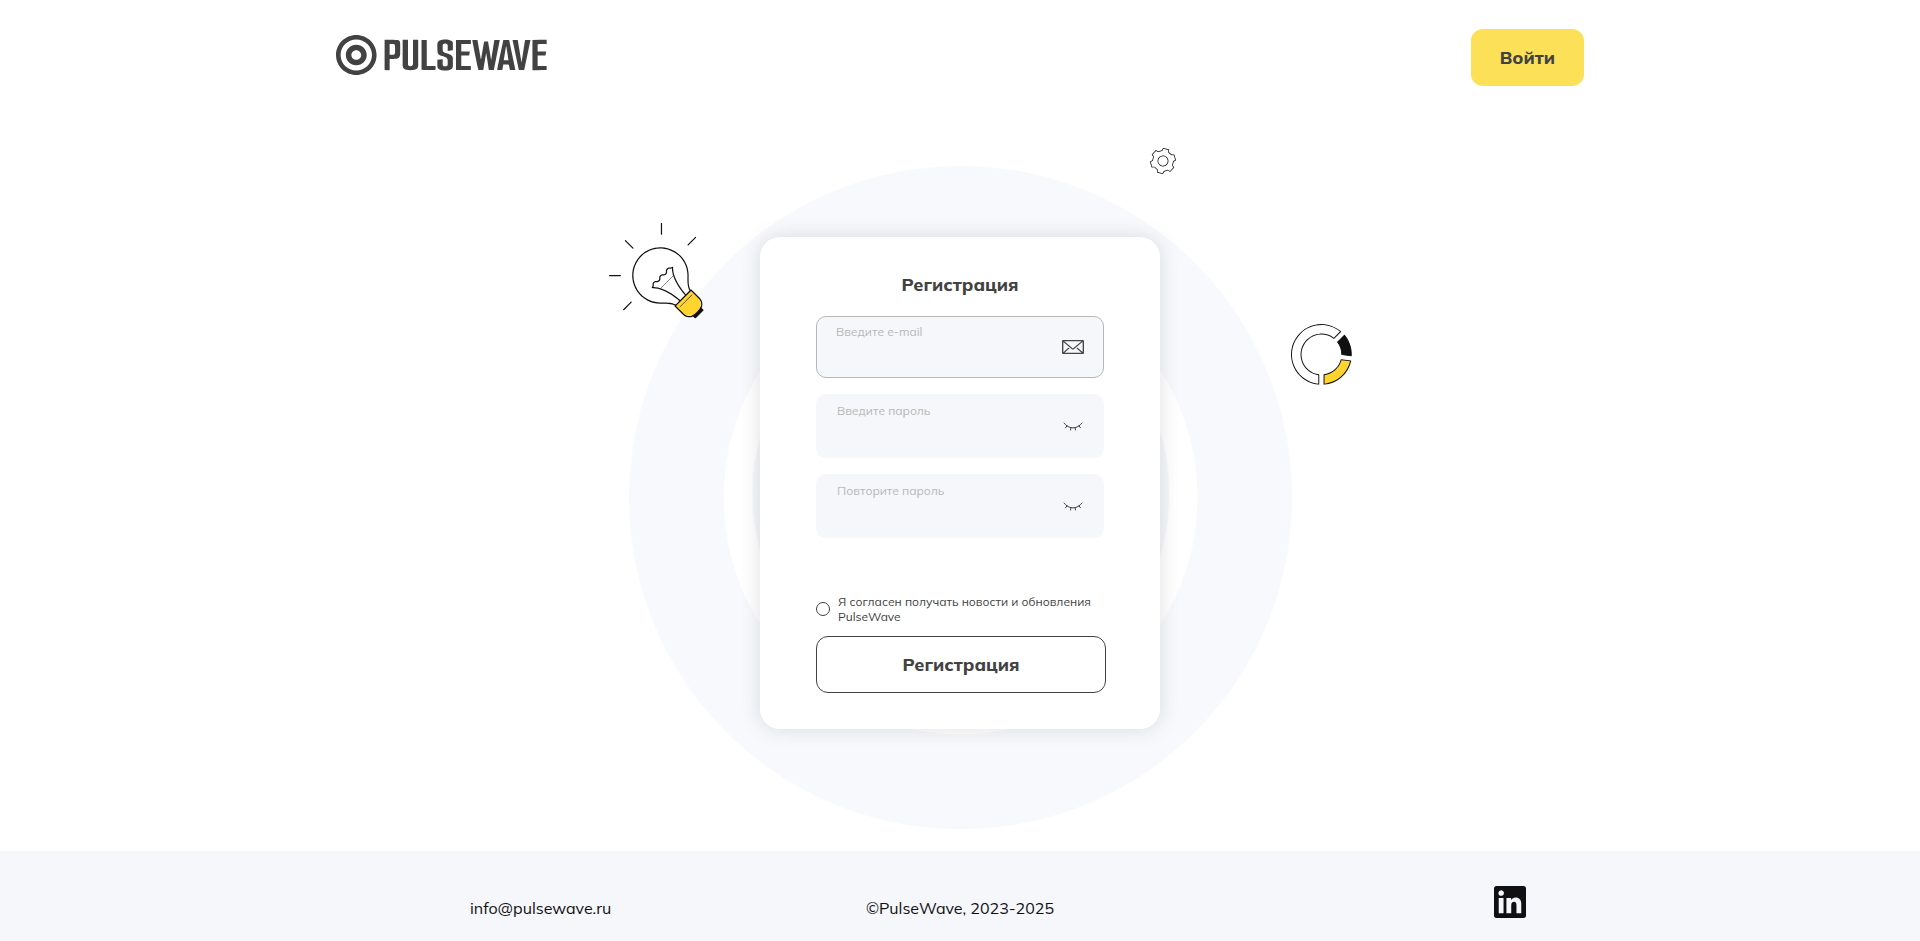 PULSEWAVE
Войти
Регистрация
Введите e-mail
Введите пароль
Повторите пароль
Я согласен получать новости и обновления
PulseWave
Регистрация
info@pulsewave.ru
©PulseWave, 2023-2025
in